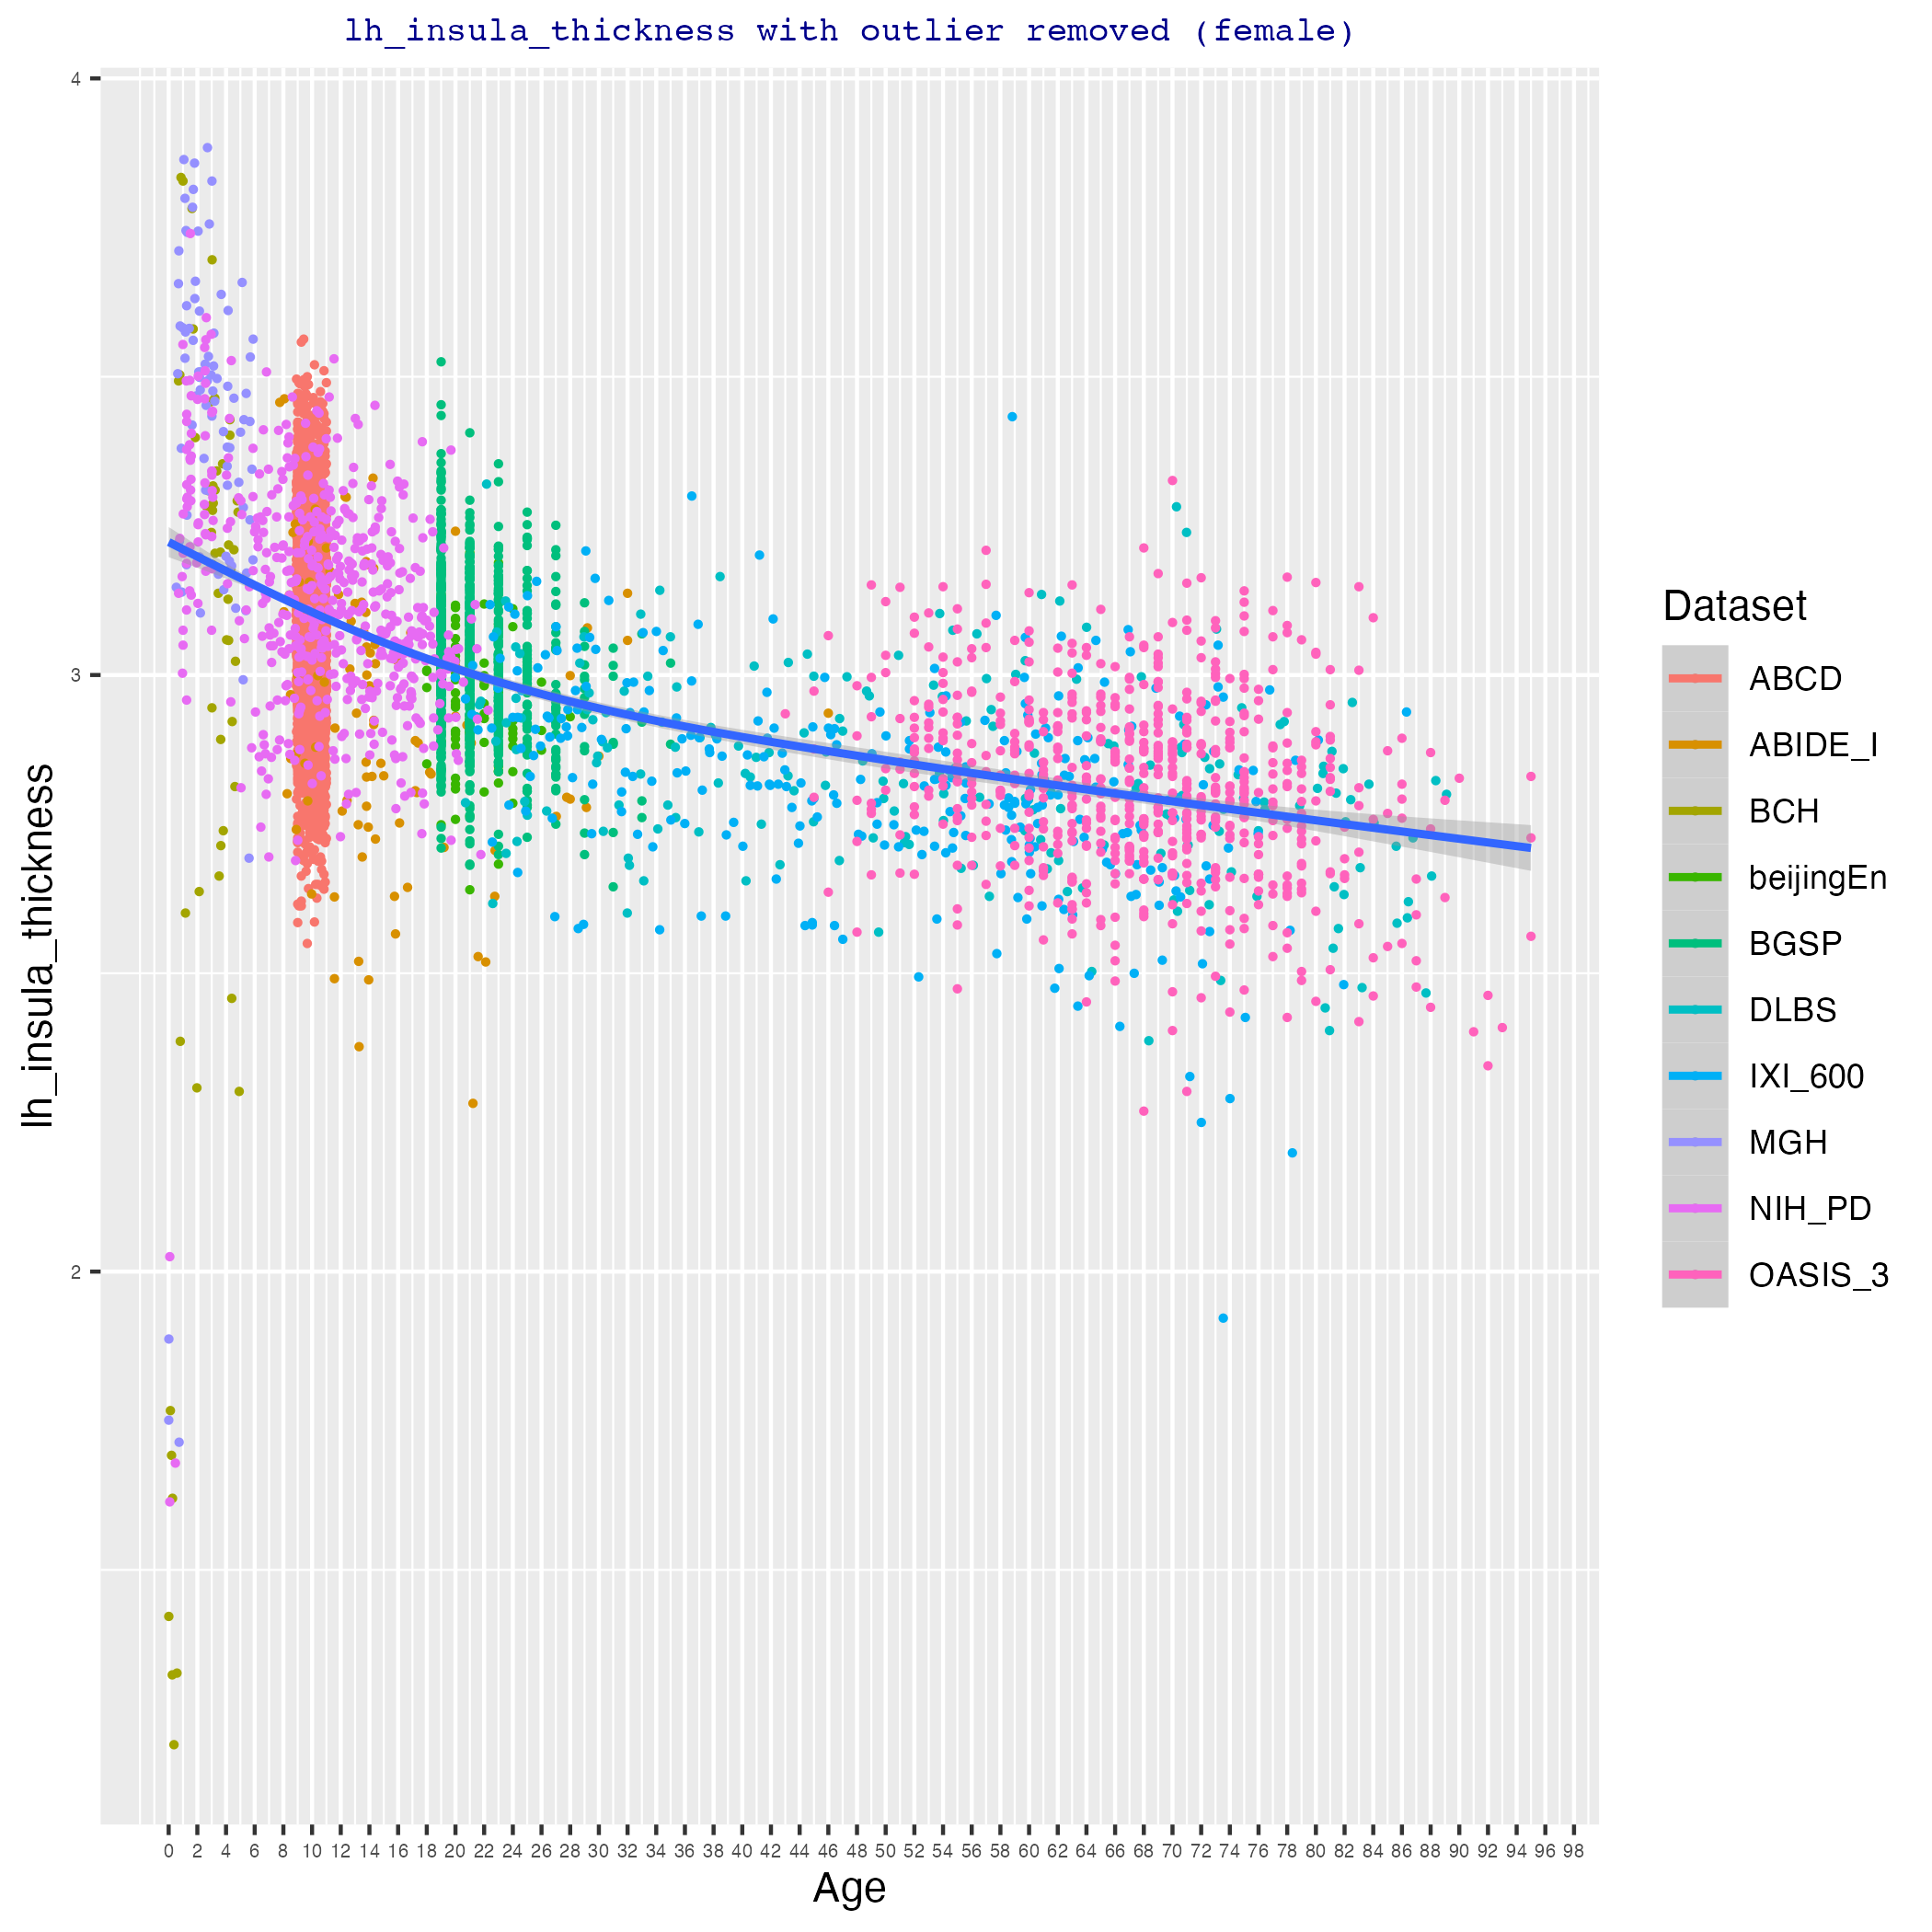 lh_insula_thickness with outlier removed (female)
4
3
2
lh_insula_thickness
0 2 4 6 8 10 12 14 16 18 20 22 24 26 28 30 32 34 36 38 40 42 44 46 48 50 52 54 56 58 60 62 64 66 68 70 72 74 76 78 80 82 84 86 88 90 92 94 96 98
Age
Dataset
ABCD
ABIDE_I
BCH
beijingEn
BGSP
DLBS
IXI_600
MGH
NIH_PD
OASIS_3